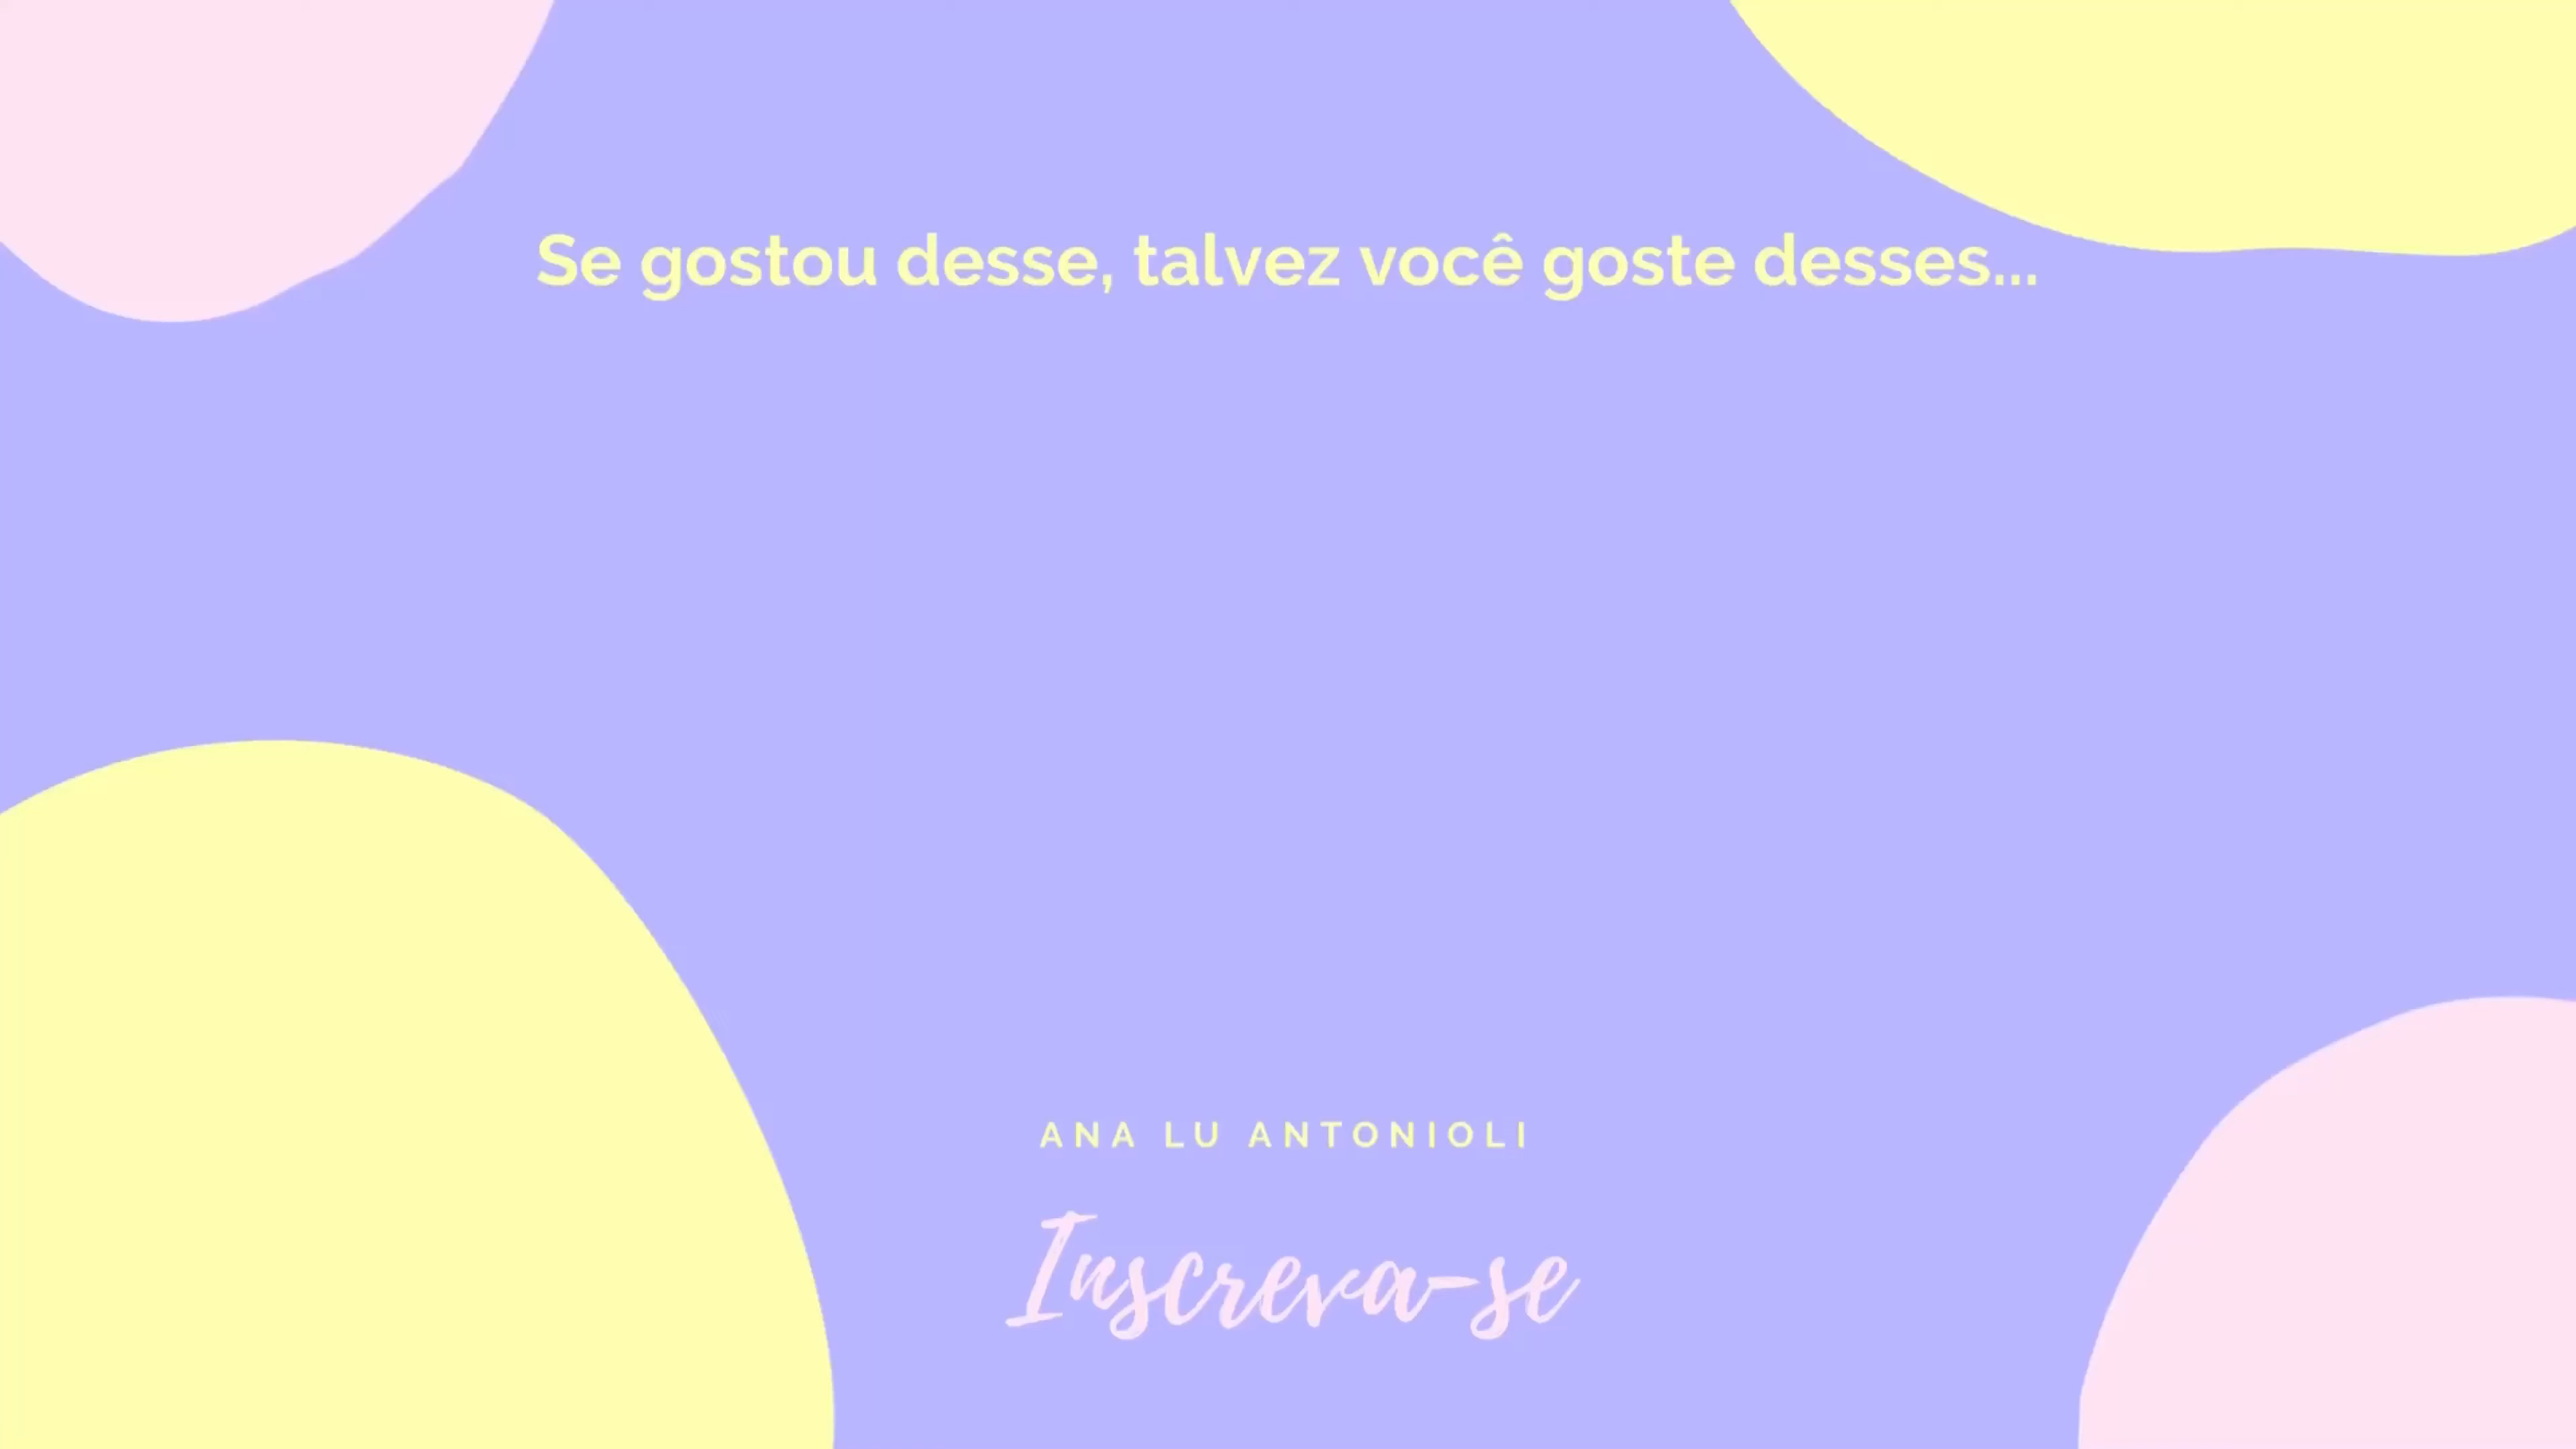 Se gostou desse, talvez você goste desses...
ANA LU ANTONIOLI
Inscreva-se